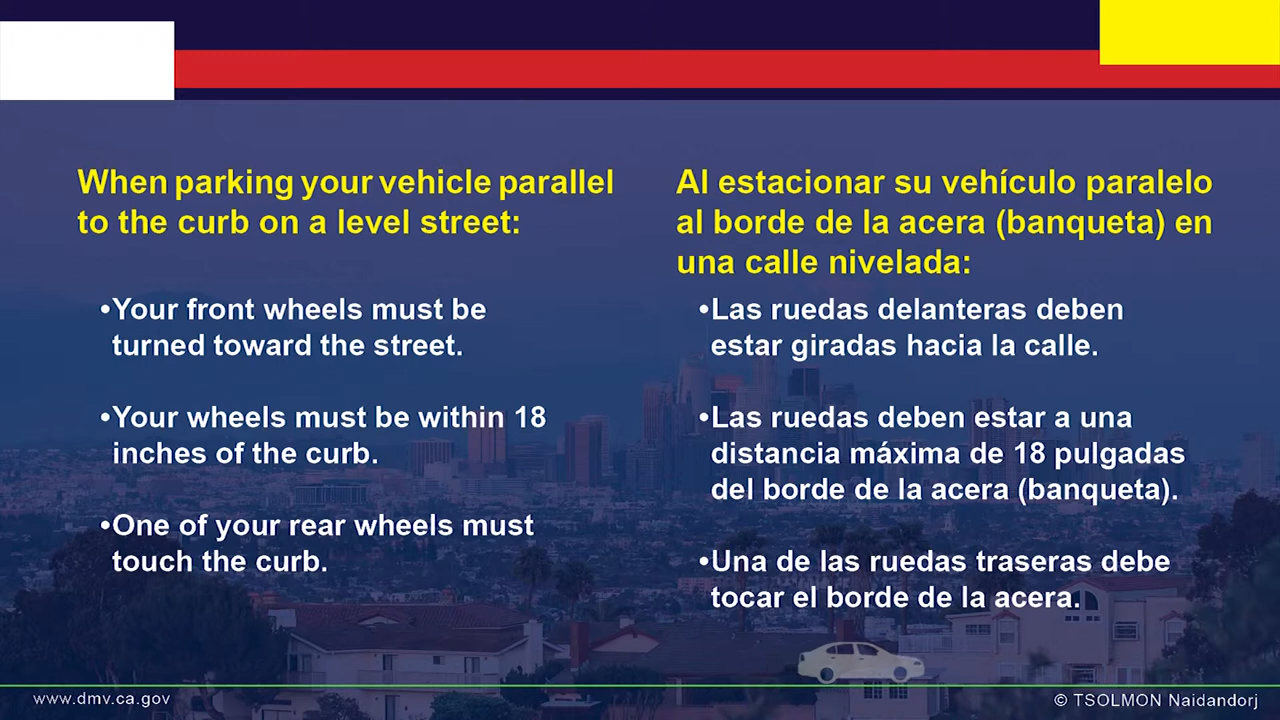 When parking your vehicle parallel
to the curb on a level street:
•Your front wheels must be
turned toward the street.
•Your wheels must be within 18
inches of the curb.
•One of your rear wheels must
touch the curb.
Al estacionar su vehículo paralelo
al borde de la acera (banqueta) en
una calle nivelada:
•Las ruedas delanteras deben
estar giradas hacia la calle.
•Las ruedas deben estar a una
distancia máxima de 18 pulgadas
del borde de la acera (banqueta).
•Una de las ruedas traseras debe
tocar el borde de la acera.
www.dmv.ca.gov
© TSOLMON Naidandorj